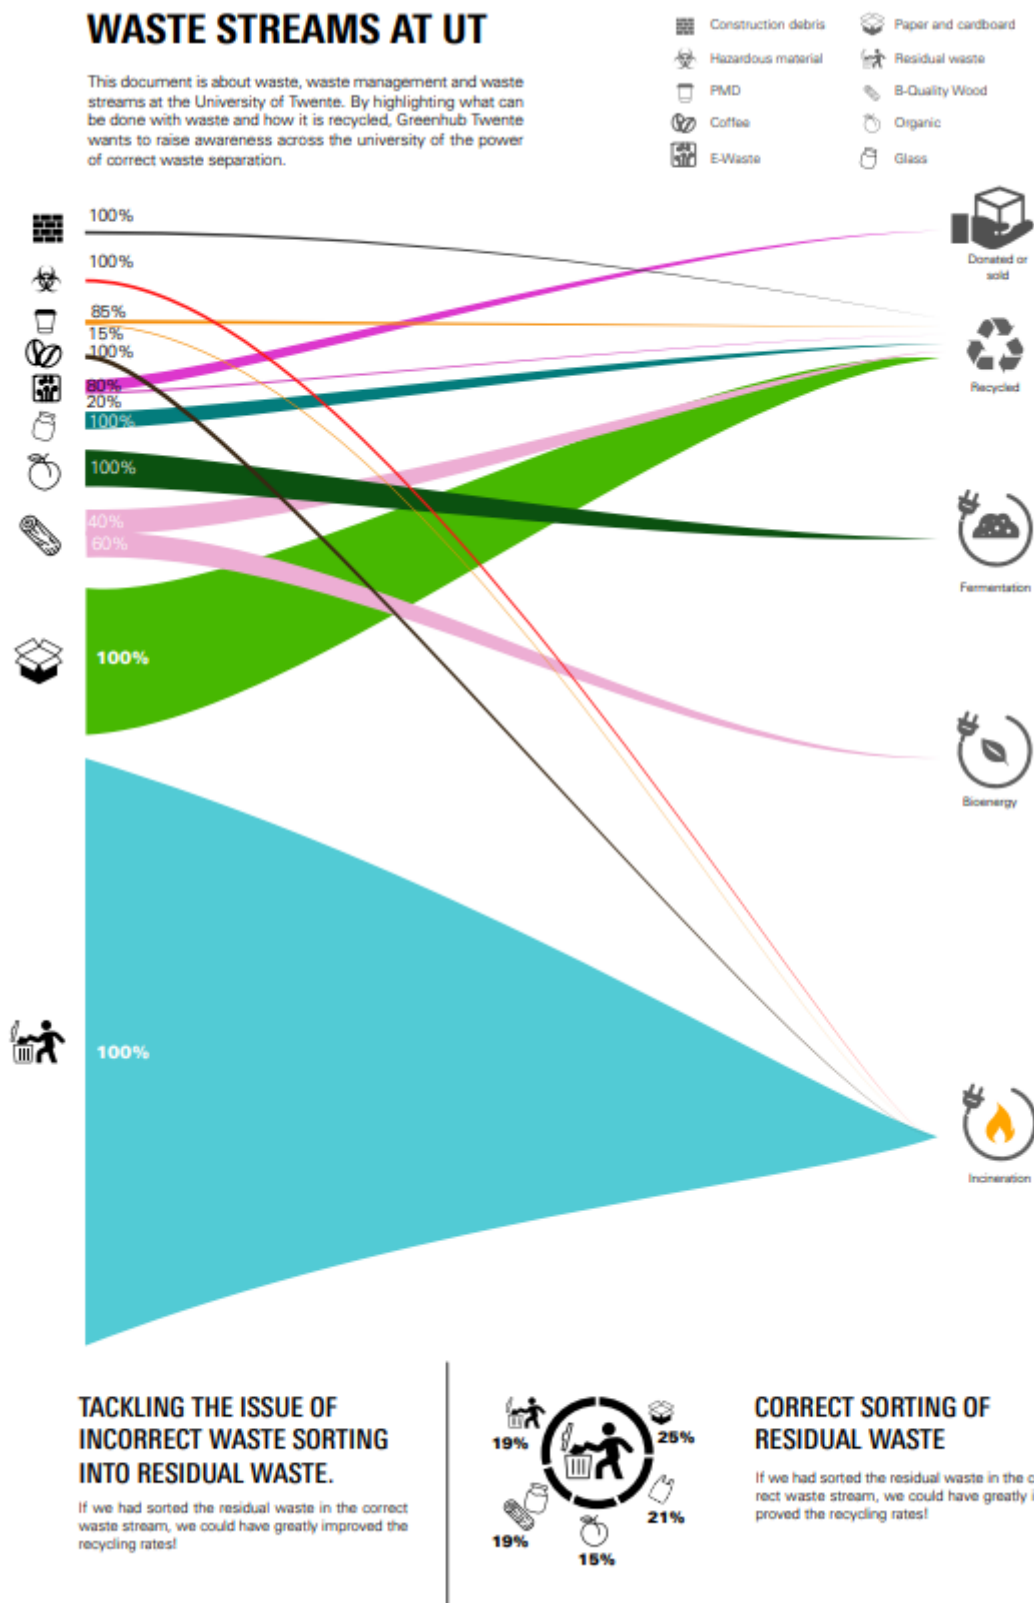 WASTE STREAMS AT UT
This document is about waste, waste management and waste
streams at the University of Twente. By highlighting what can
be done with waste and how it is recycled, Greenhub Twente
wants to raise awareness across the university of the power
of correct waste separation.
Construction debris
Hazardous material
PMD
Coffee
E-Waste
Paper and cardboard
Residual waste
B-Quality Wood
Organic
Glass
100%
100%
85%
15%
100%
80%
20%
100%
100%
40%
60%
100%
100%
Donated or
sold
Recycled
Fermentation
Bioenergy
Incineration
TACKLING THE ISSUE OF
INCORRECT WASTE SORTING
INTO RESIDUAL WASTE.
If we had sorted the residual waste in the correct
waste stream, we could have greatly improved the
recycling rates!
19%
25%
21%
19%
15%
CORRECT SORTING OF
RESIDUAL WASTE
If we had sorted the residual waste in the c
rect waste stream, we could have greatly i
proved the recycling rates!